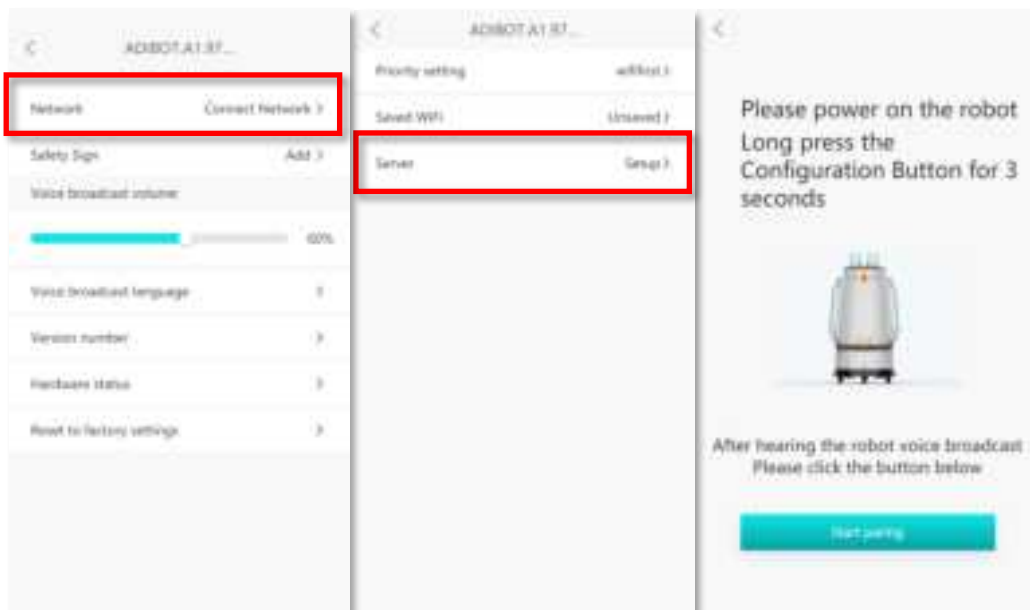 ADIBOT.A1.97...
Network Connect Network >
Safety Sign Add >
Voice broadcast volume
60%
Voice broadcast language >
Version number >
Hardware status >
Reset to factory settings >
ADIBOT.A1.97...
Priority setting wififirst >
Saved WiFi Unsaved >
Server Setup >
Please power on the robot
Long press the
Configuration Button for 3
seconds
After hearing the robot voice broadcast
Please click the button below
Start pairing